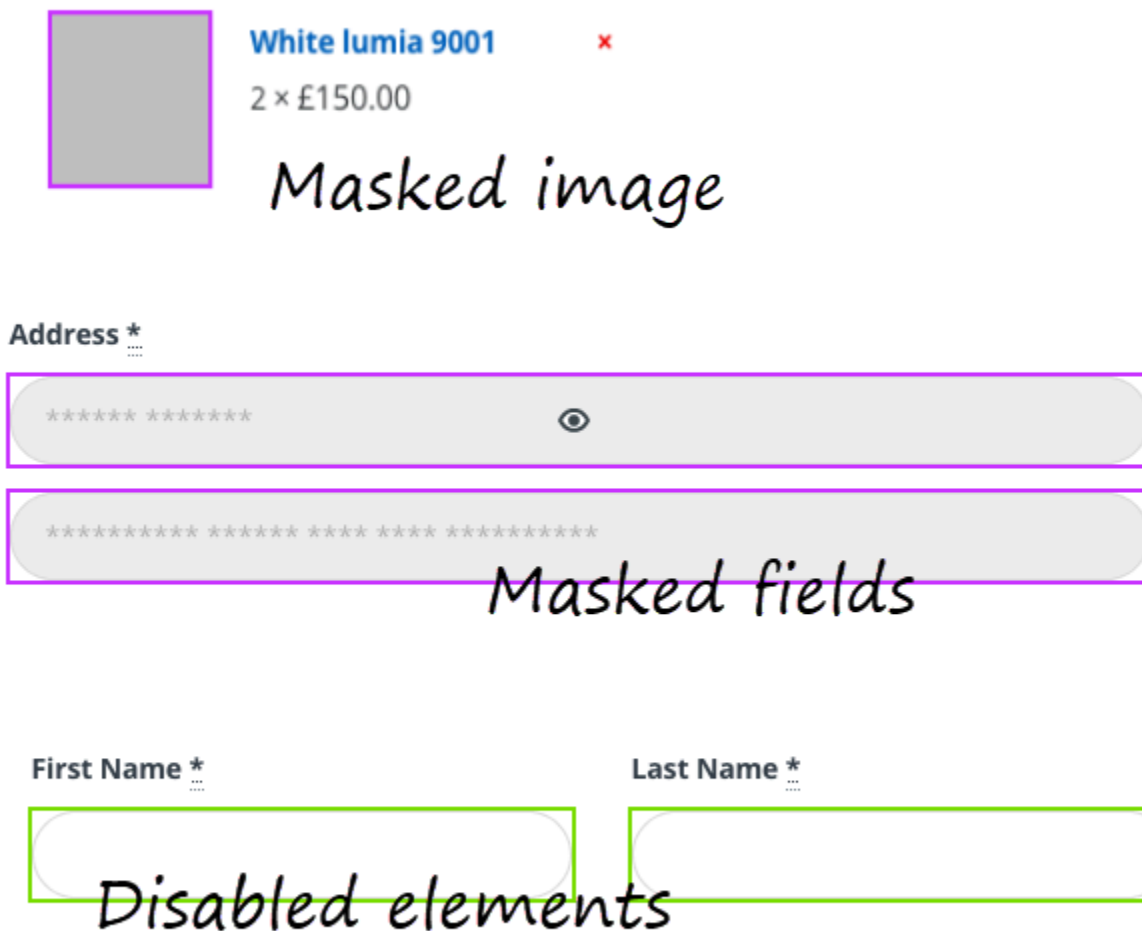 White lumia 9001 ×
2 × £150.00
Masked image
Address *
****** *******
********** ****** **** **** **********
Masked fields
First Name * Last Name *
Disabled elements